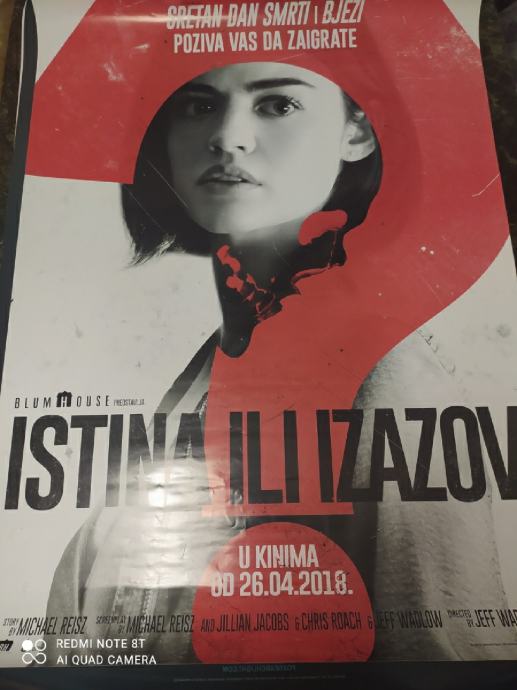 SRETAN DAN SMRTI I BJEŽI
POZIVA VAS DA ZAIGRATE
BLUMHOUSE PREDSTAVLJA
ISTINA ILI IZAZOV
U KINIMA
OD 26.04.2018.
STORY BY MICHAEL REISZ SCREENPLAY BY MICHAEL REISZ AND JILLIAN JACOBS & CHRIS ROACH & JEFF WADLOW DIRECTED BY JEFF WAD
REDMI NOTE 8T
AI QUAD CAMERA